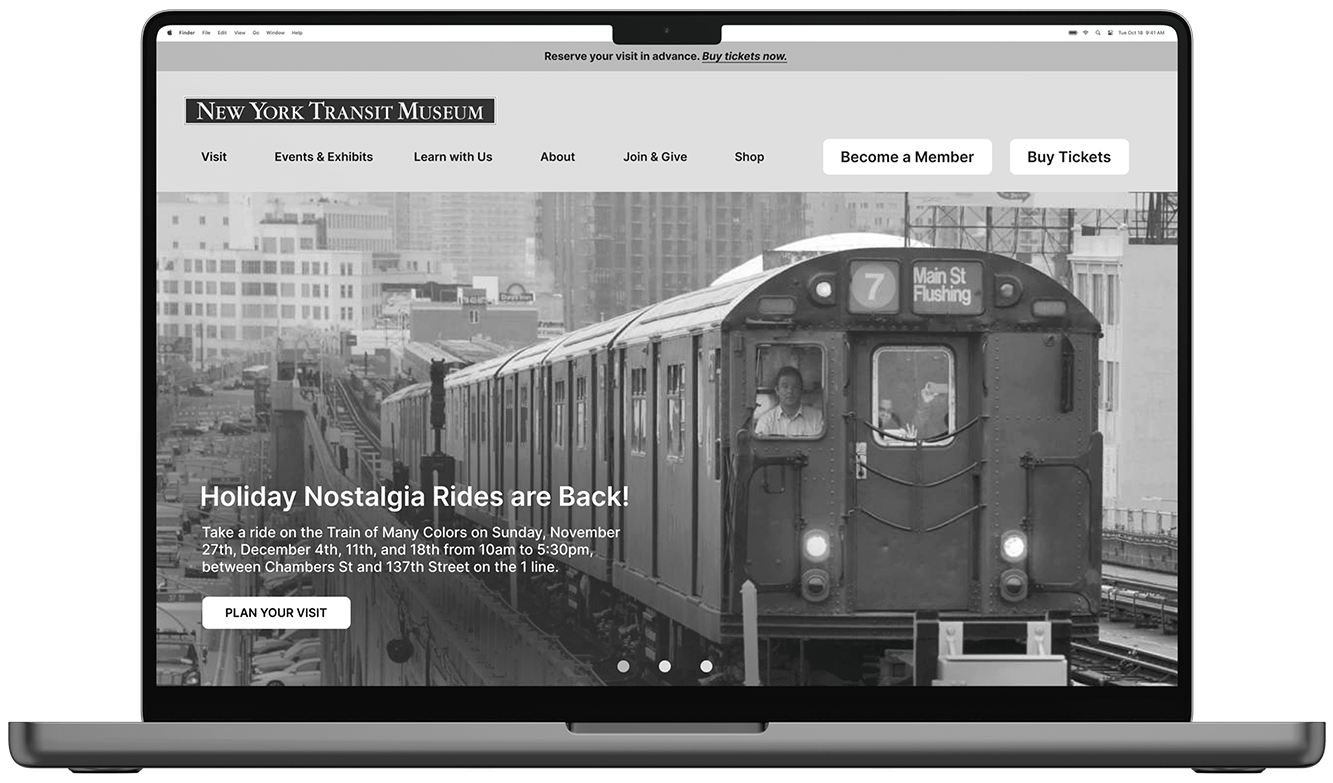 Finder File Edit View Go Window Help
Tue Oct 18 9:41 AM
Reserve your visit in advance. Buy tickets now.
NEW YORK TRANSIT MUSEUM
Visit
Events & Exhibits
Learn with Us
About
Join & Give
Shop
Become a Member
Buy Tickets
7
Main St
Flushing
Days Inn
Holiday Nostalgia Rides are Back!
Take a ride on the Train of Many Colors on Sunday, November
27th, December 4th, 11th, and 18th from 10am to 5:30pm,
between Chambers St and 137th Street on the 1 line.
PLAN YOUR VISIT